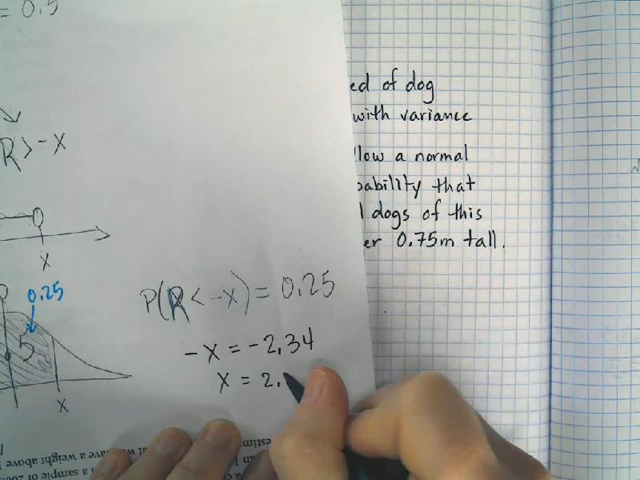 = 0.5
R > -x
x
0.25
.5
x
P(R < -x) = 0.25
-x = -2.34
x = 2.
ed of dog
with variance
llow a normal
bability that
l dogs of this
er 0.75m tall.